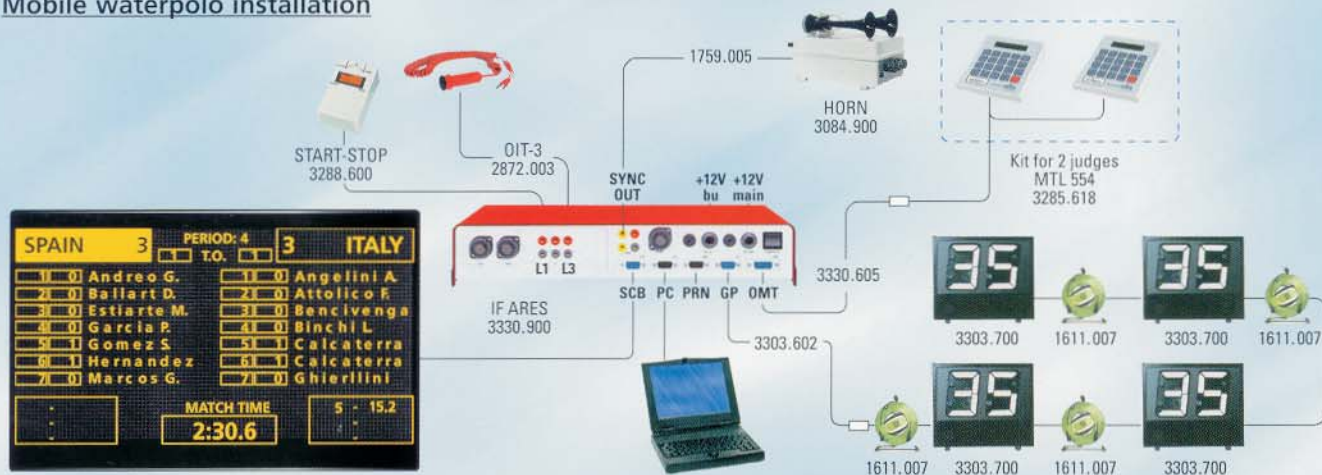 Mobile waterpolo installation
1759.005
HORN
3084.900
START-STOP
3288.600
OIT-3
2872.003
Kit for 2 judges
MTL 554
3285.618
SYNC
OUT
+12V
bu
+12V
main
L1 L3
SCB PC PRN GP OMT
IF ARES
3330.900
3330.605
3303.602
SPAIN 3
PERIOD: 4
3 ITALY
1 T.O. 1
1 0 Andreo G.
2 0 Ballart D.
3 0 Estiarte M.
4 0 Garcia P.
5 1 Gomez S.
6 1 Hernandez
7 0 Marcos G.
1 0 Angelini A.
2 0 Attolico F.
3 0 Bencivenga
4 0 Binchi L.
5 1 Calcaterra
6 1 Calcaterra
7 0 Ghierllini
MATCH TIME
2:30.6
5 - 15.2
35
35
3303.700 1611.007 3303.700 1611.007
35
35
1611.007 3303.700 1611.007 3303.700